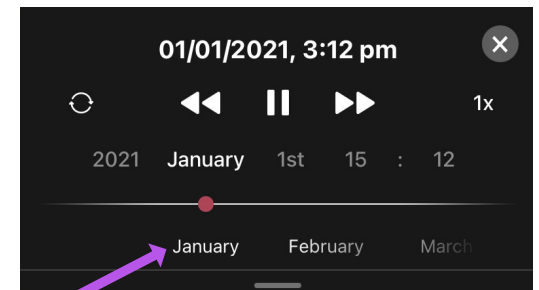 01/01/2021, 3:12 pm
1x
2021 January 1st 15 : 12
January February March